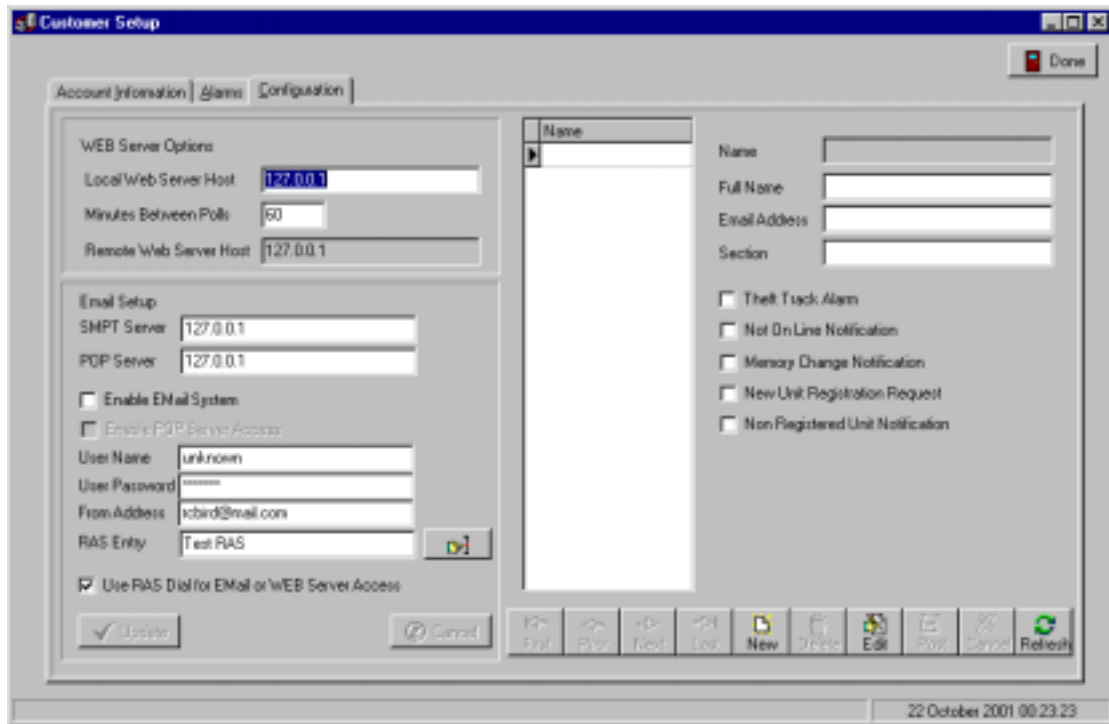 Customer Setup
Done
Account Information
Alarms
Configuration
WEB Server Options
Local Web Server Host 127.0.0.1
Minutes Between Polls 60
Remote Web Server Host 127.0.0.1
Email Setup
SMPT Server 127.0.0.1
POP Server 127.0.0.1
Enable EMail System
Enable POP Server Access
User Name unknown
User Password *******
From Address rcbird@mail.com
RAS Entry Test RAS
Use RAS Dial for EMail or WEB Server Access
Update
Cancel
Name
Name
Full Name
Email Address
Section
Theft Track Alarm
Not On Line Notification
Memory Change Notification
New Unit Registration Request
Non Registered Unit Notification
First Prior Next Last New Delete Edit Post Cancel Refresh
22 October 2001 00:23:23